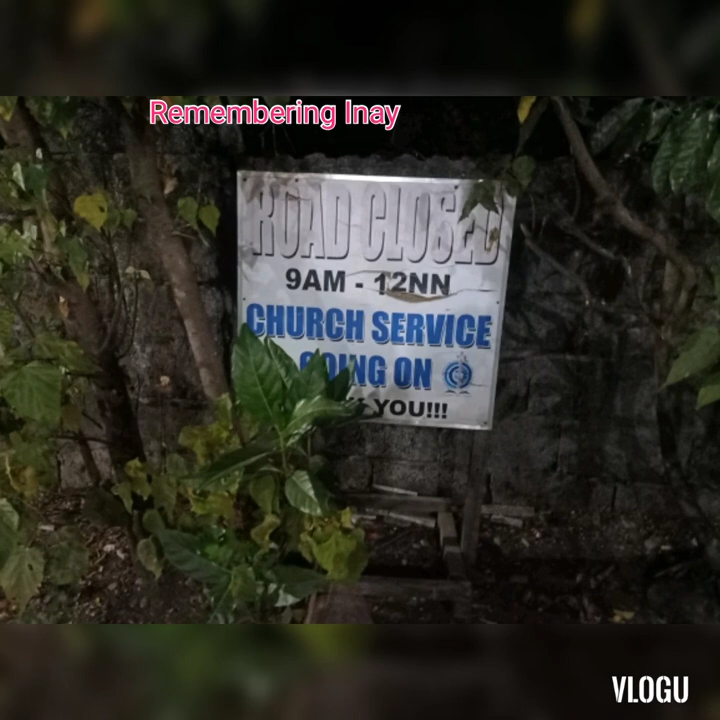 Remembering Inay
ROAD CLOSED
9AM - 12NN
CHURCH SERVICE
GOING ON
YOU!!!
VLOGU